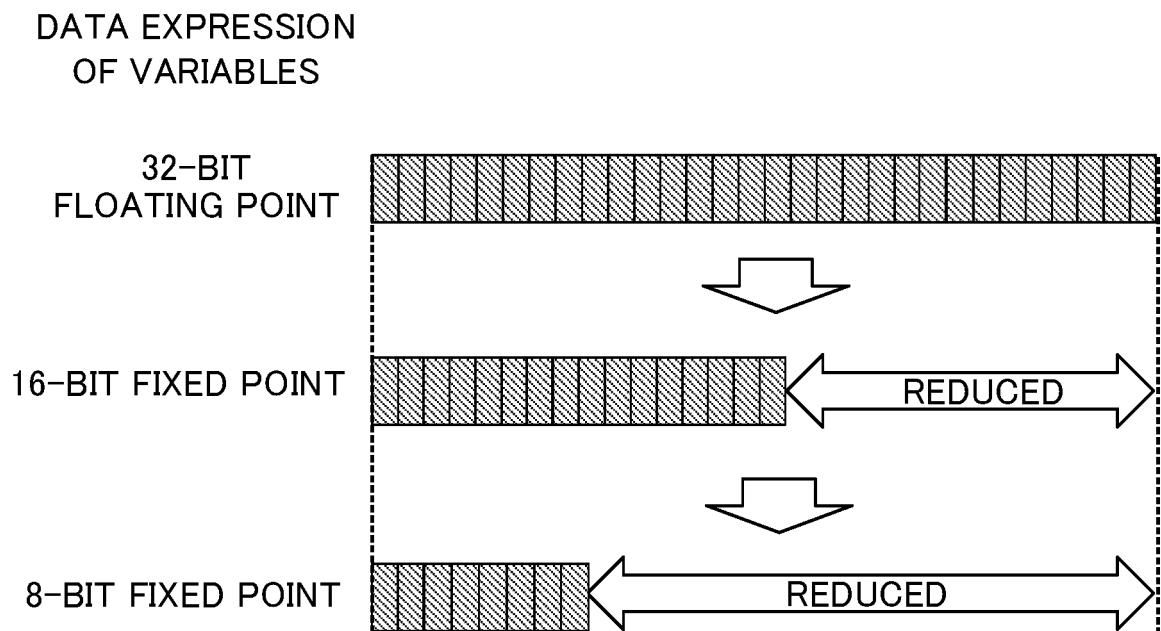 DATA EXPRESSION
OF VARIABLES
32-BIT
FLOATING POINT
16-BIT FIXED POINT
REDUCED
8-BIT FIXED POINT
REDUCED